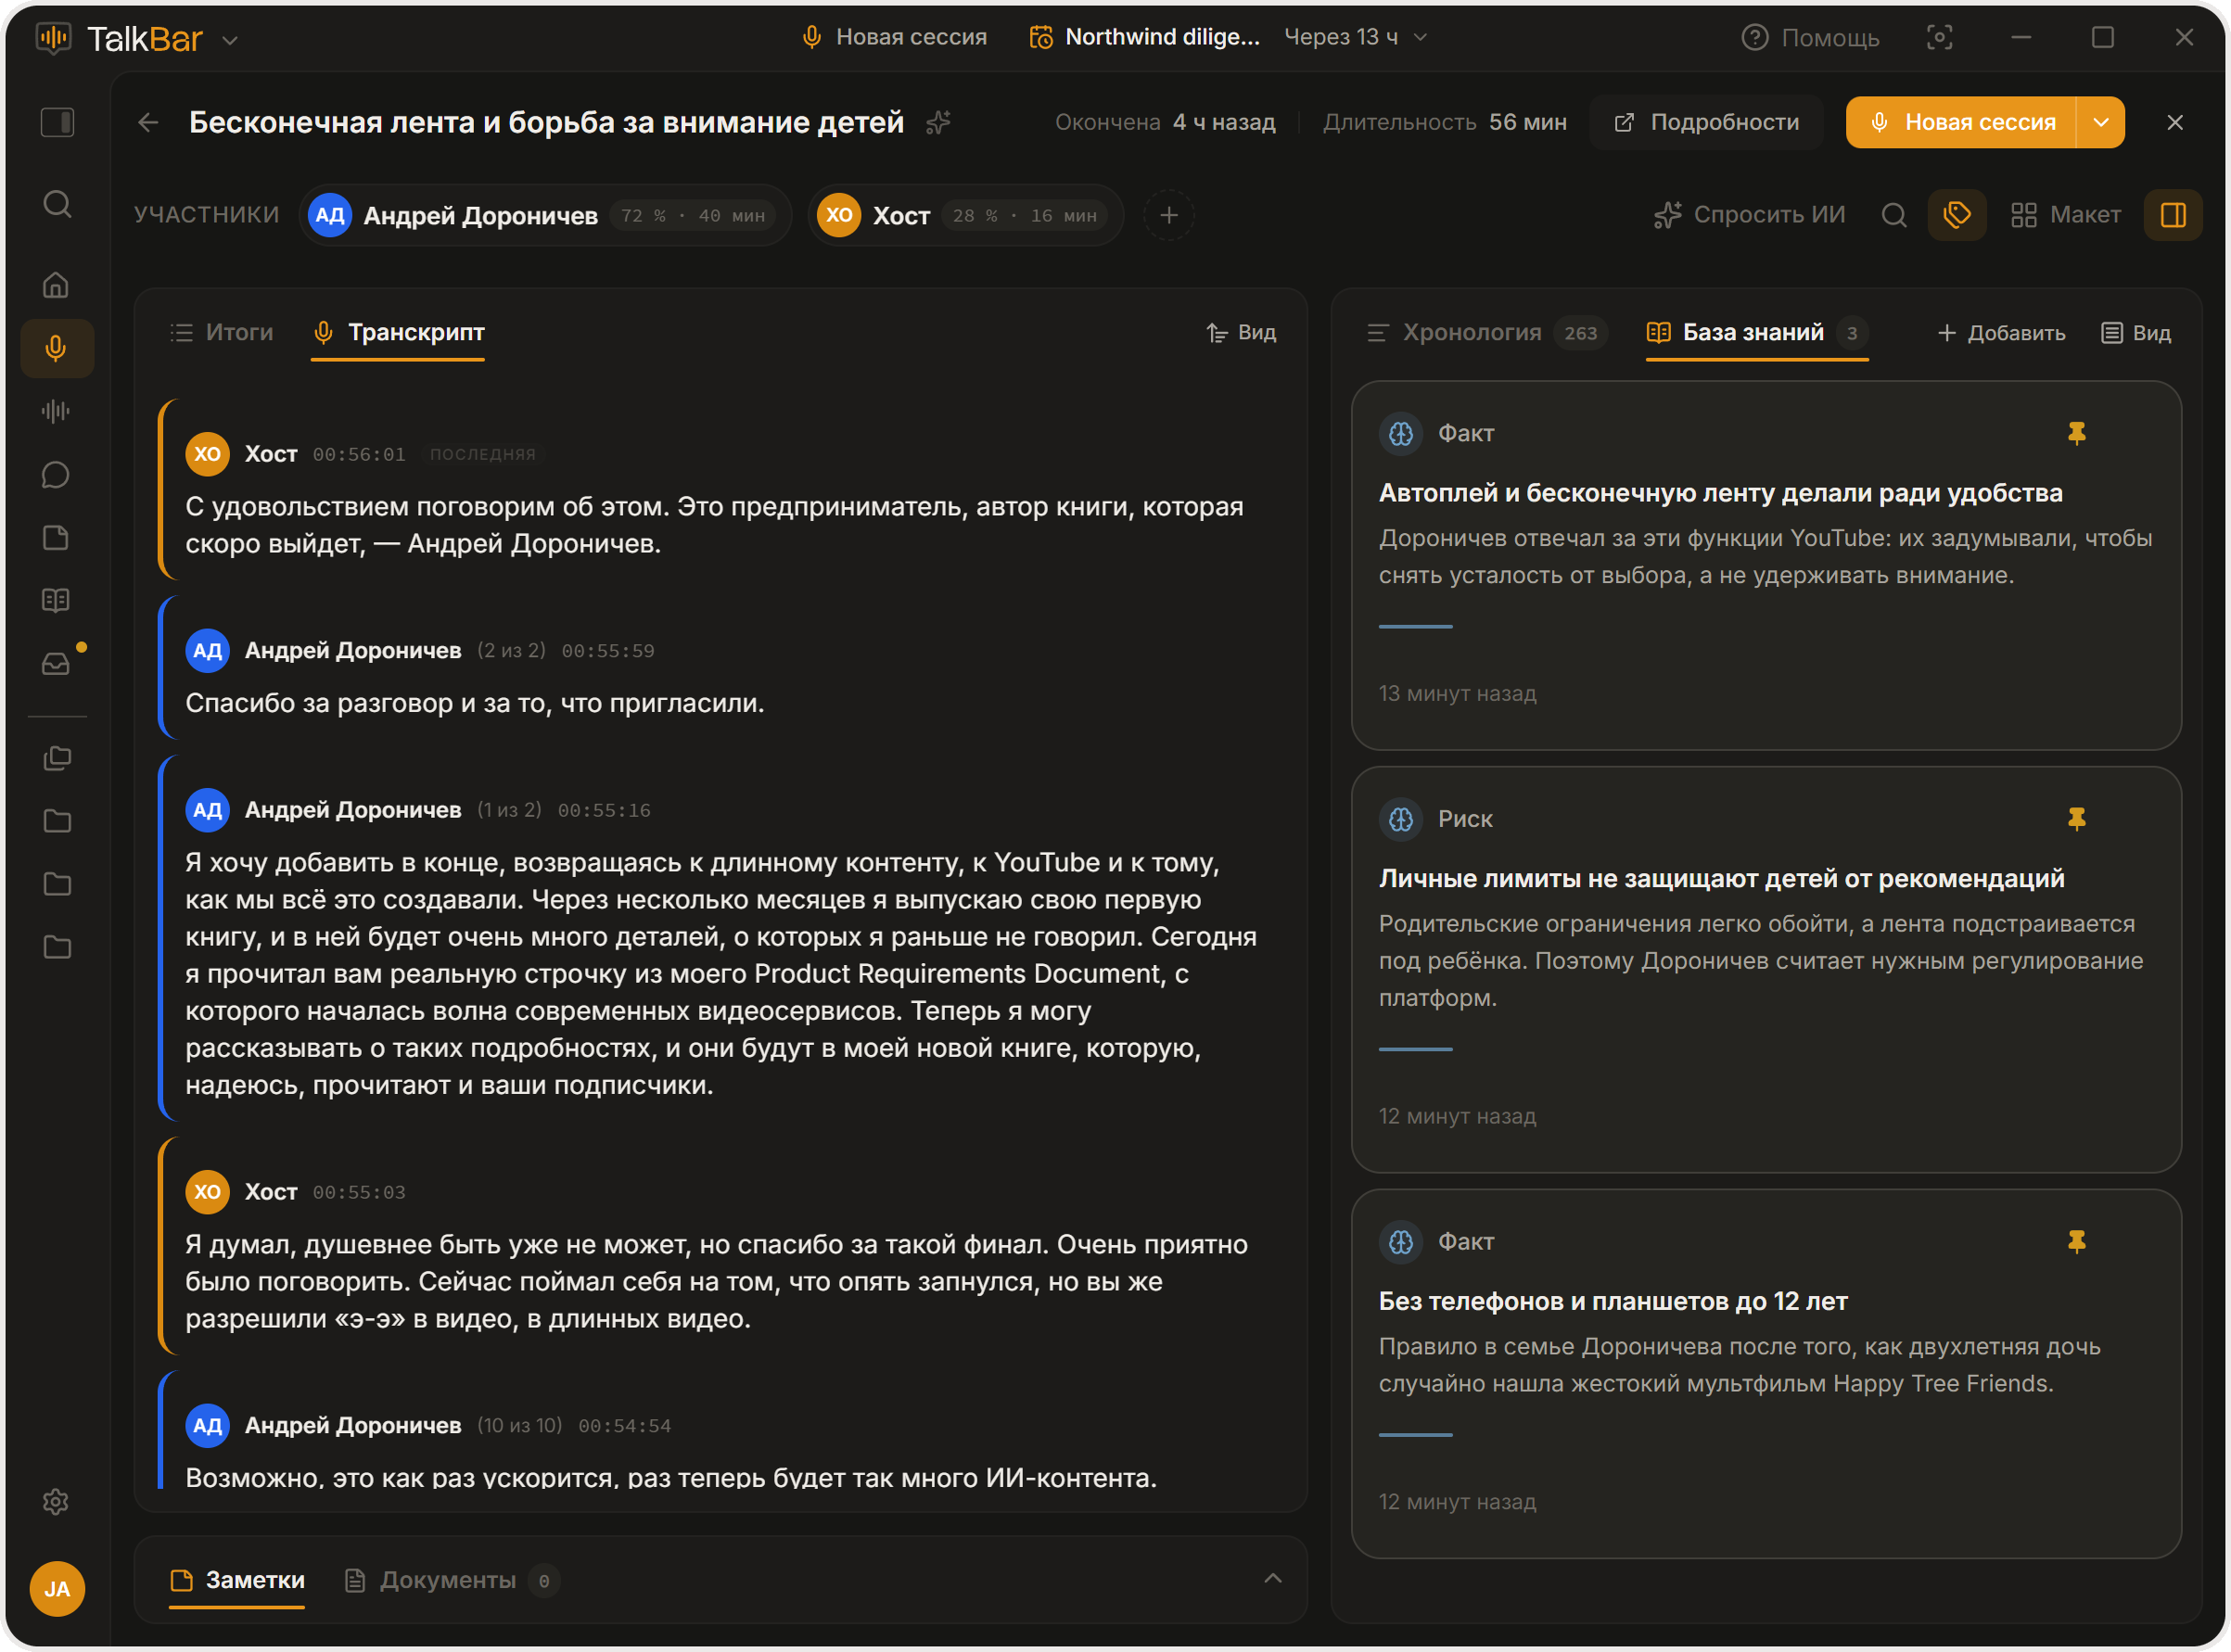 TalkBar
Новая сессия
Northwind dilige... Через 13 ч
Помощь
Бесконечная лента и борьба за внимание детей
Окончена 4 ч назад
Длительность 56 мин
Подробности
Новая сессия
УЧАСТНИКИ
АД Андрей Дороничев 72 % · 40 мин
ХО Хост 28 % · 16 мин
Спросить ИИ
Макет
Итоги
Транскрипт
Вид
ХО Хост 00:56:01 ПОСЛЕДНЯЯ
С удовольствием поговорим об этом. Это предприниматель, автор книги, которая
скоро выйдет, — Андрей Дороничев.
АД Андрей Дороничев (2 из 2) 00:55:59
Спасибо за разговор и за то, что пригласили.
АД Андрей Дороничев (1 из 2) 00:55:16
Я хочу добавить в конце, возвращаясь к длинному контенту, к YouTube и к тому,
как мы всё это создавали. Через несколько месяцев я выпускаю свою первую
книгу, и в ней будет очень много деталей, о которых я раньше не говорил. Сегодня
я прочитал вам реальную строчку из моего Product Requirements Document, с
которого началась волна современных видеосервисов. Теперь я могу
рассказывать о таких подробностях, и они будут в моей новой книге, которую,
надеюсь, прочитают и ваши подписчики.
ХО Хост 00:55:03
Я думал, душевнее быть уже не может, но спасибо за такой финал. Очень приятно
было поговорить. Сейчас поймал себя на том, что опять запнулся, но вы же
разрешили «э-э» в видео, в длинных видео.
АД Андрей Дороничев (10 из 10) 00:54:54
Возможно, это как раз ускорится, раз теперь будет так много ИИ-контента.
Заметки
Документы 0
Хронология 263
База знаний 3
Добавить
Вид
Факт
Автоплей и бесконечную ленту делали ради удобства
Дороничев отвечал за эти функции YouTube: их задумывали, чтобы
снять усталость от выбора, а не удерживать внимание.
13 минут назад
Риск
Личные лимиты не защищают детей от рекомендаций
Родительские ограничения легко обойти, а лента подстраивается
под ребёнка. Поэтому Дороничев считает нужным регулирование
платформ.
12 минут назад
Факт
Без телефонов и планшетов до 12 лет
Правило в семье Дороничева после того, как двухлетняя дочь
случайно нашла жестокий мультфильм Happy Tree Friends.
12 минут назад
JA